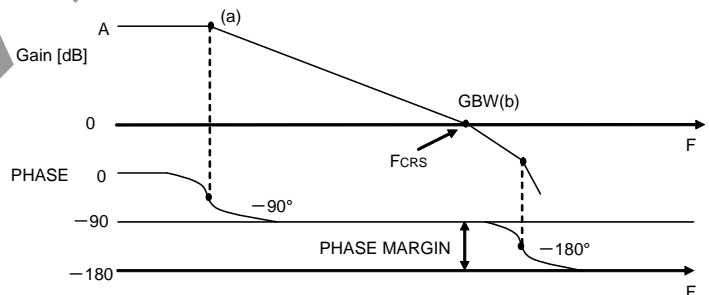 A
(a)
Gain [dB]
GBW(b)
0
FCRS
F
PHASE
0
−90°
−90
PHASE MARGIN
−180°
−180
F